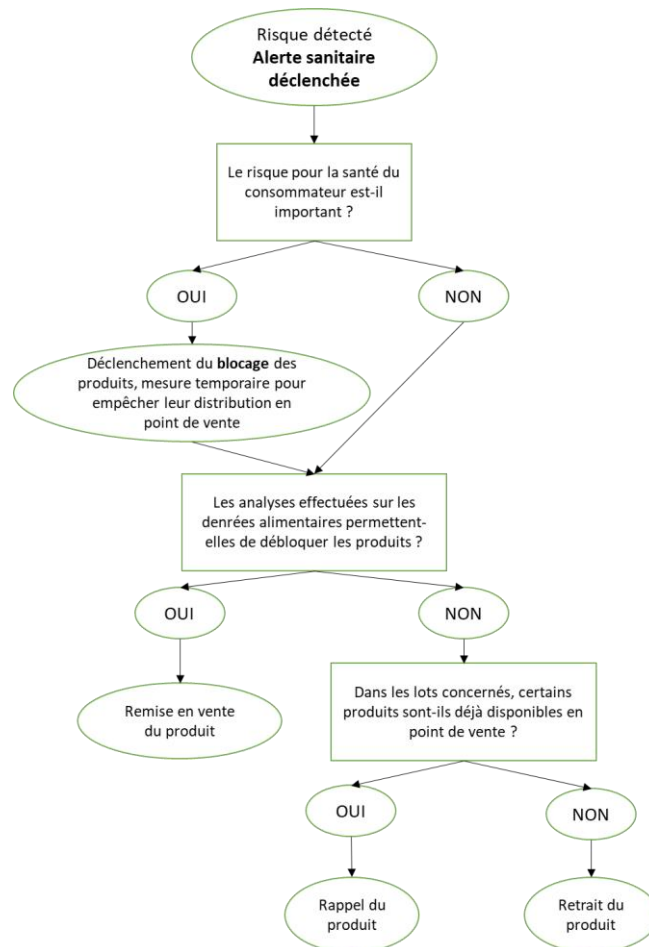 Risque détecté
Alerte sanitaire
déclenchée
Le risque pour la santé du
consommateur est-il
important ?
OUI
NON
Déclenchement du blocage des
produits, mesure temporaire pour
empêcher leur distribution en
point de vente
Les analyses effectuées sur les
denrées alimentaires permettent-
elles de débloquer les produits ?
OUI
NON
Remise en vente
du produit
Dans les lots concernés, certains
produits sont-ils déjà disponibles en
point de vente ?
OUI
NON
Rappel du
produit
Retrait du
produit